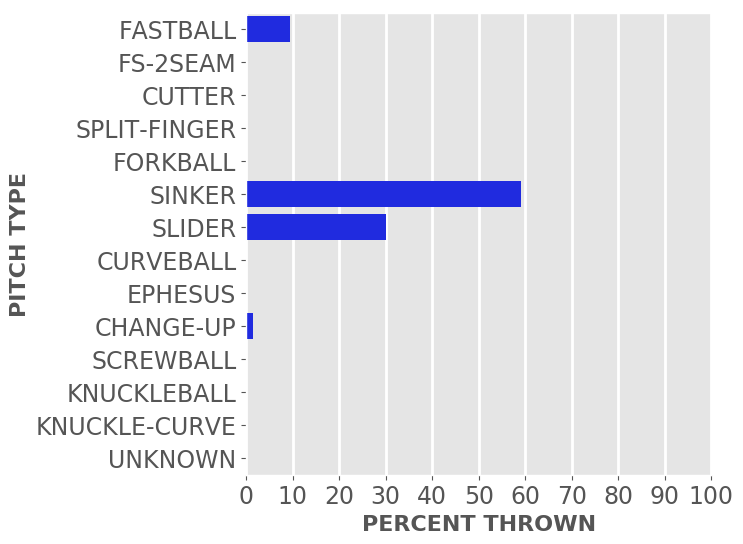 FASTBALL
FS-2SEAM
CUTTER
SPLIT-FINGER
FORKBALL
SINKER
SLIDER
CURVEBALL
EPHESUS
CHANGE-UP
SCREWBALL
KNUCKLEBALL
KNUCKLE-CURVE
UNKNOWN
PITCH TYPE
0 10 20 30 40 50 60 70 80 90 100
PERCENT THROWN